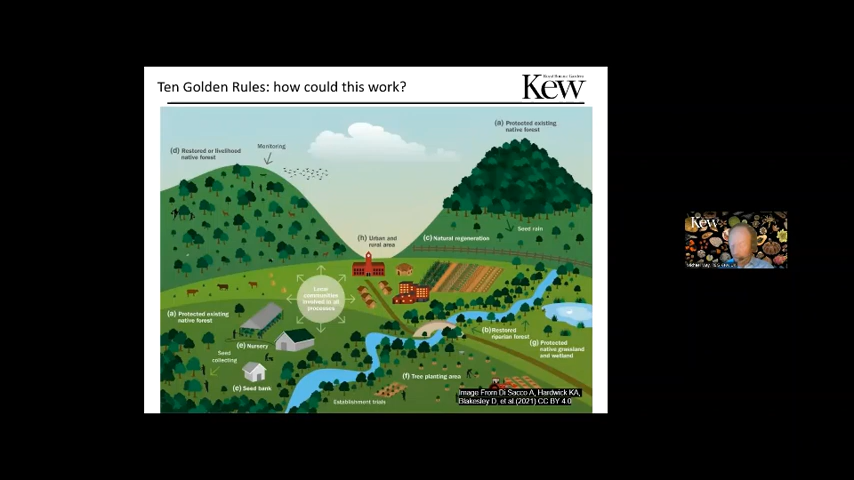 Ten Golden Rules: how could this work?
Kew
(a) Protected existing
native forest
Monitoring
(d) Restored or livelihood
native forest
Seed rain
(h) Urban and
rural area
(c) Natural regeneration
Local
communities
involved in all
processes
(a) Protected existing
native forest
(b) Restored
riparian forest
(g) Protected
native grassland
and wetland
(e) Nursery
Seed
collecting
(f) Tree planting area
(e) Seed bank
Establishment trials
Image From Di Sacco A, Hardwick KA,
Blakesley D, et al (2021) CC BY 4.0
Kew